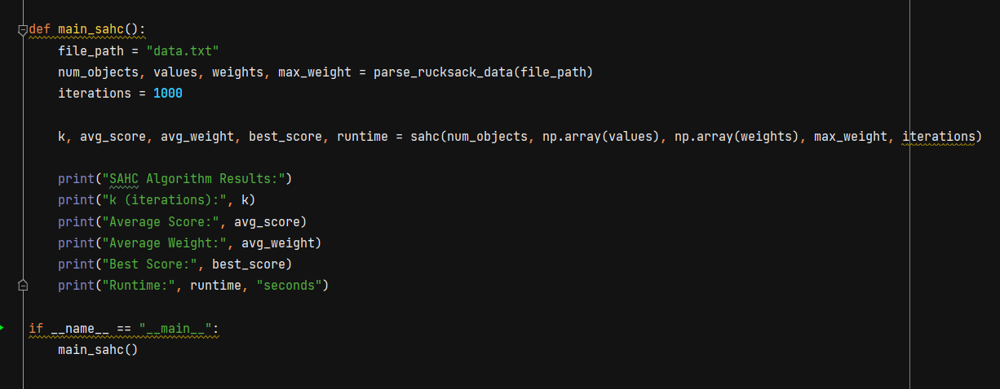 def main_sahc():
    file_path = "data.txt"
    num_objects, values, weights, max_weight = parse_rucksack_data(file_path)
    iterations = 1000
    k, avg_score, avg_weight, best_score, runtime = sahc(num_objects, np.array(values), np.array(weights), max_weight, iterations)
    print("SAHC Algorithm Results:")
    print("k (iterations):", k)
    print("Average Score:", avg_score)
    print("Average Weight:", avg_weight)
    print("Best Score:", best_score)
    print("Runtime:", runtime, "seconds")
if __name__ == "__main__":
    main_sahc()